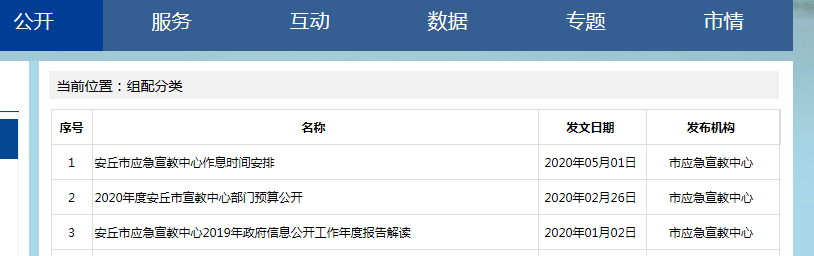 公开 服务 互动 数据 专题 市情
当前位置：组配分类
序号 名称 发文日期 发布机构
1 安丘市应急宣教中心作息时间安排 2020年05月01日 市应急宣教中心
2 2020年度安丘市宣教中心部门预算公开 2020年02月26日 市应急宣教中心
3 安丘市应急宣教中心2019年政府信息公开工作年度报告解读 2020年01月02日 市应急宣教中心